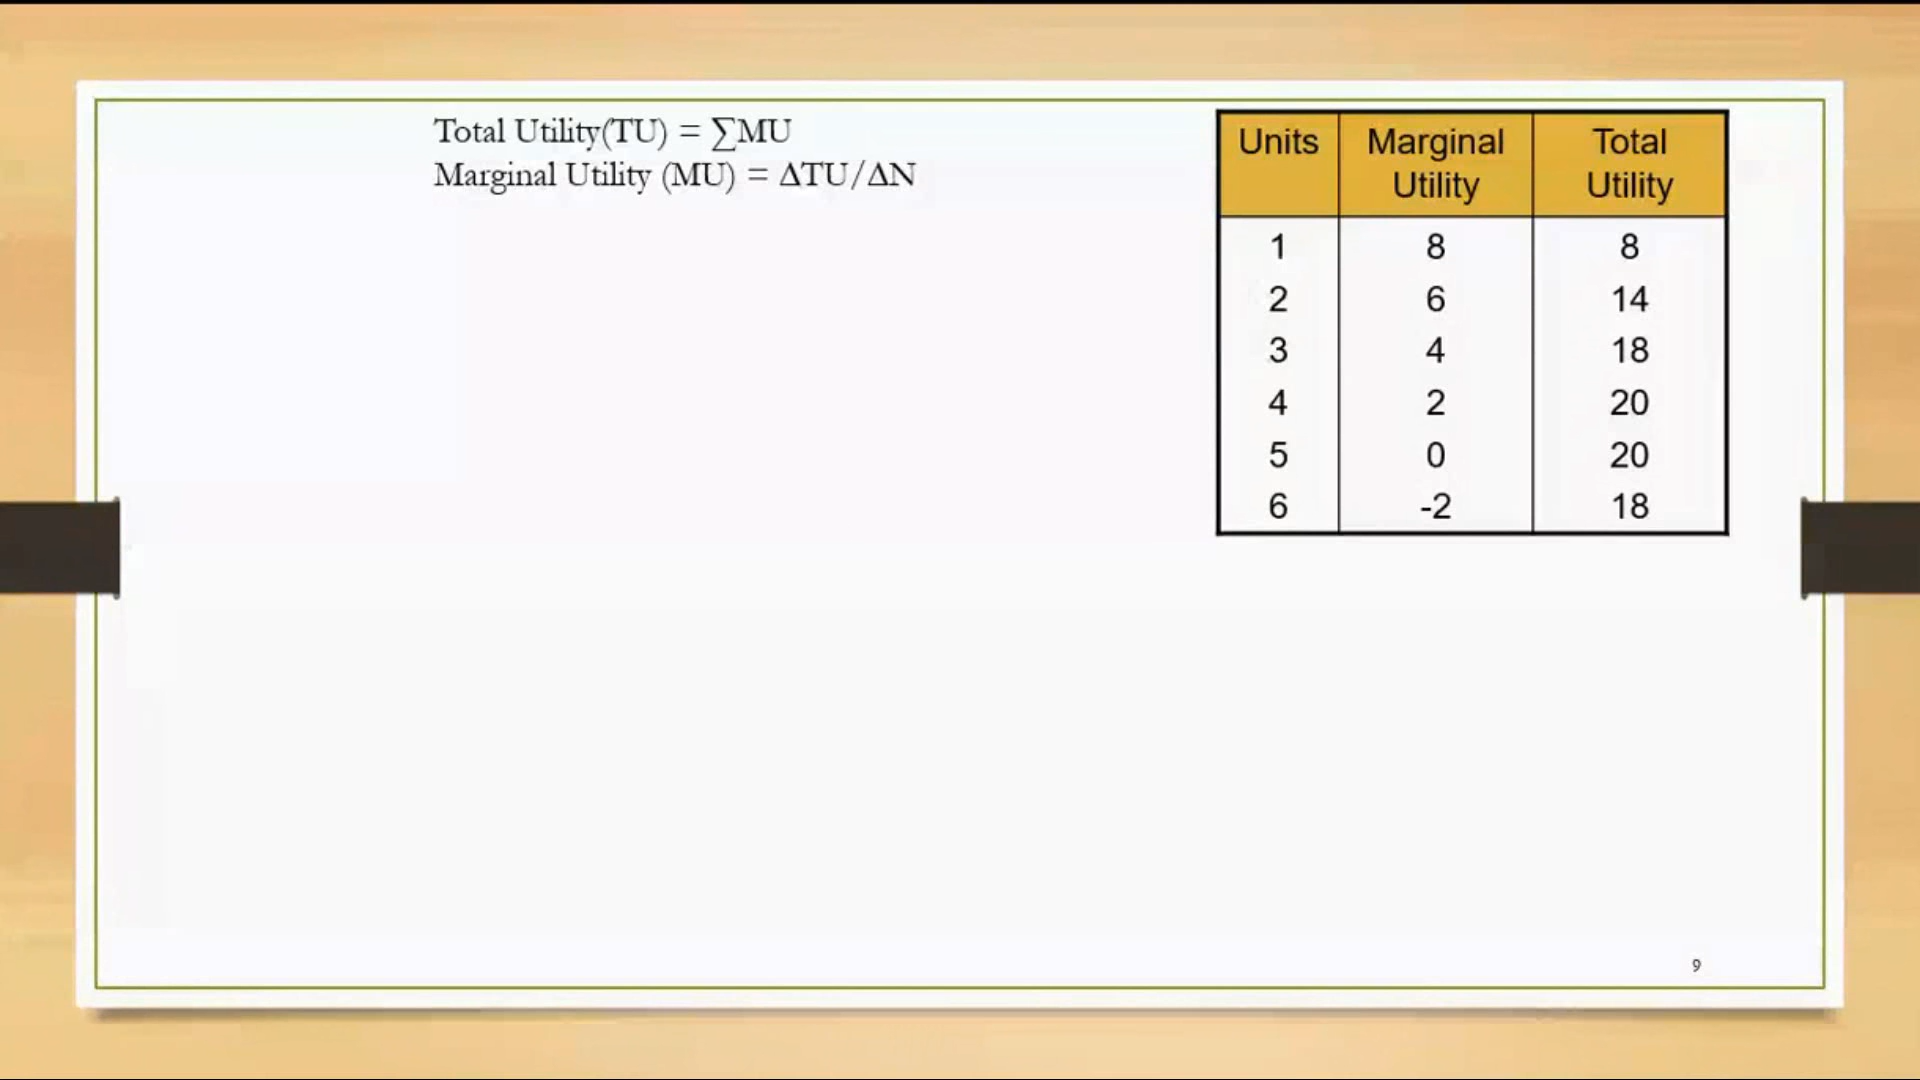 Total Utility(TU) = ∑MU
Marginal Utility (MU) = ΔTU/ΔN
Units Marginal Utility Total Utility
1 8 8
2 6 14
3 4 18
4 2 20
5 0 20
6 -2 18
9